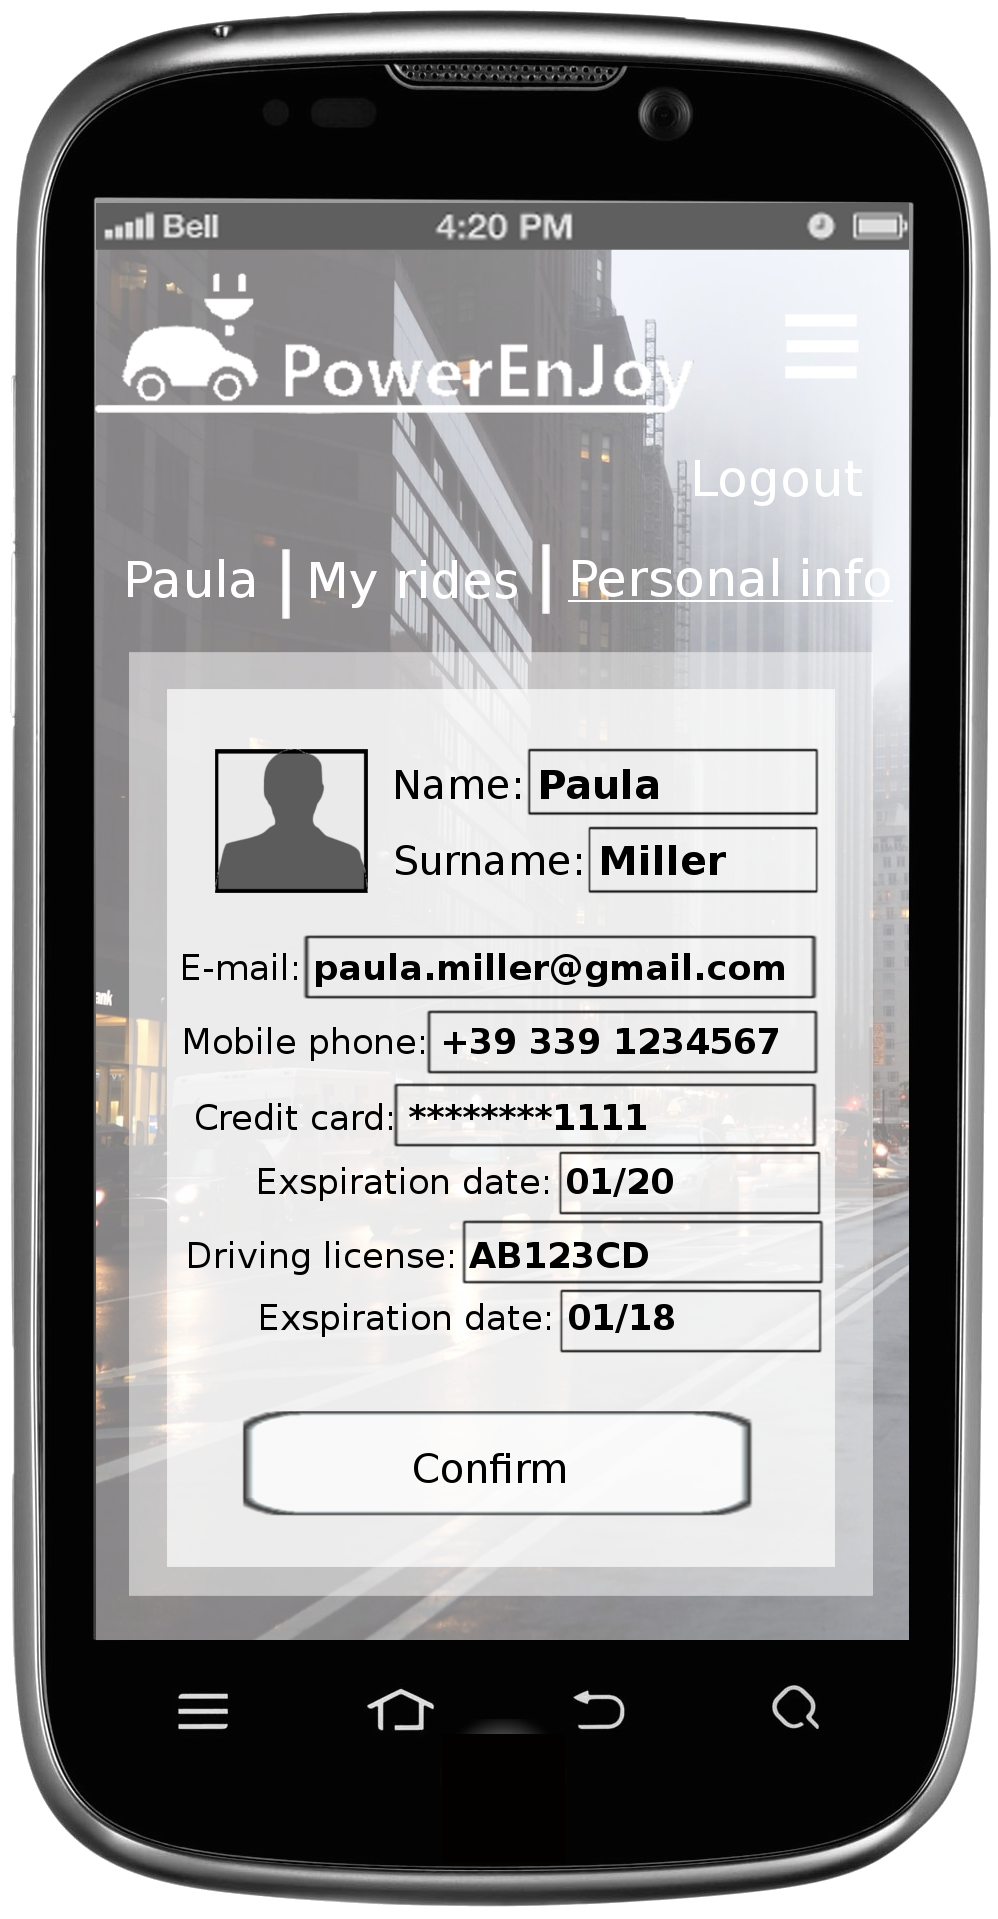 Bell 4:20 PM
PowerEnJoy
Logout
Paula | My rides | Personal info
Name: Paula
Surname: Miller
E-mail: paula.miller@gmail.com
ank
Mobile phone: +39 339 1234567
Credit card: ********1111
Exspiration date: 01/20
Driving license: AB123CD
Exspiration date: 01/18
Confirm